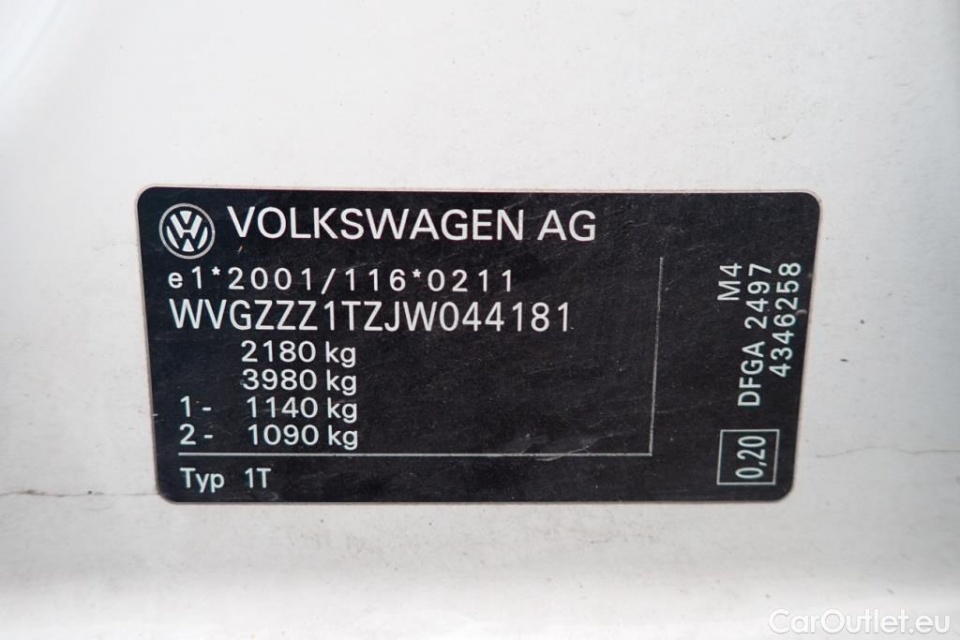 VOLKSWAGEN AG
e1*2001/116*0211
WVGZZZ1TZJW044181
2180 kg
3980 kg
1- 1140 kg
2- 1090 kg
Typ 1T
M4
DFGA 2497
4346258
0,20
CarOutlet.eu